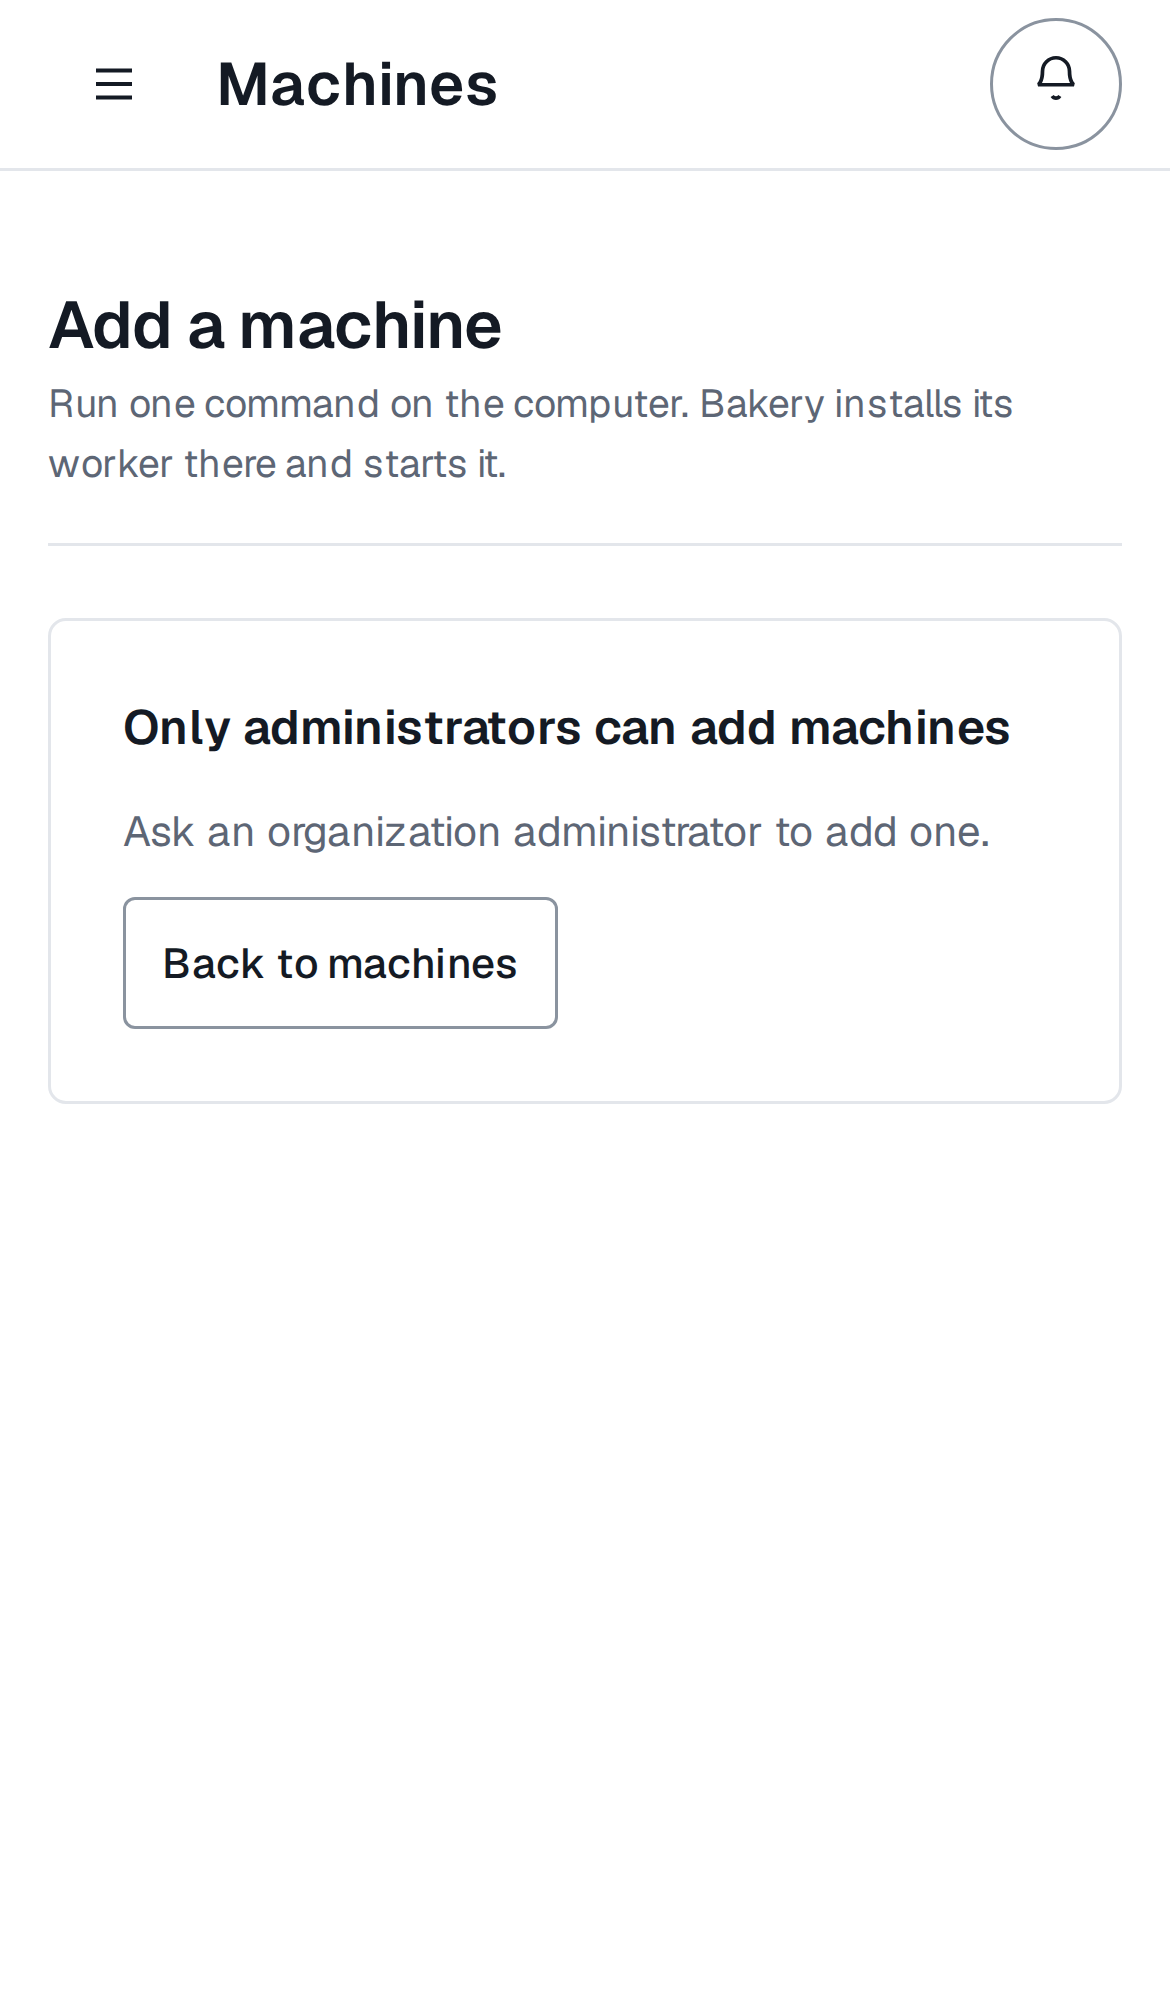 Machines
Add a machine
Run one command on the computer. Bakery installs its
worker there and starts it.
Only administrators can add machines
Ask an organization administrator to add one.
Back to machines